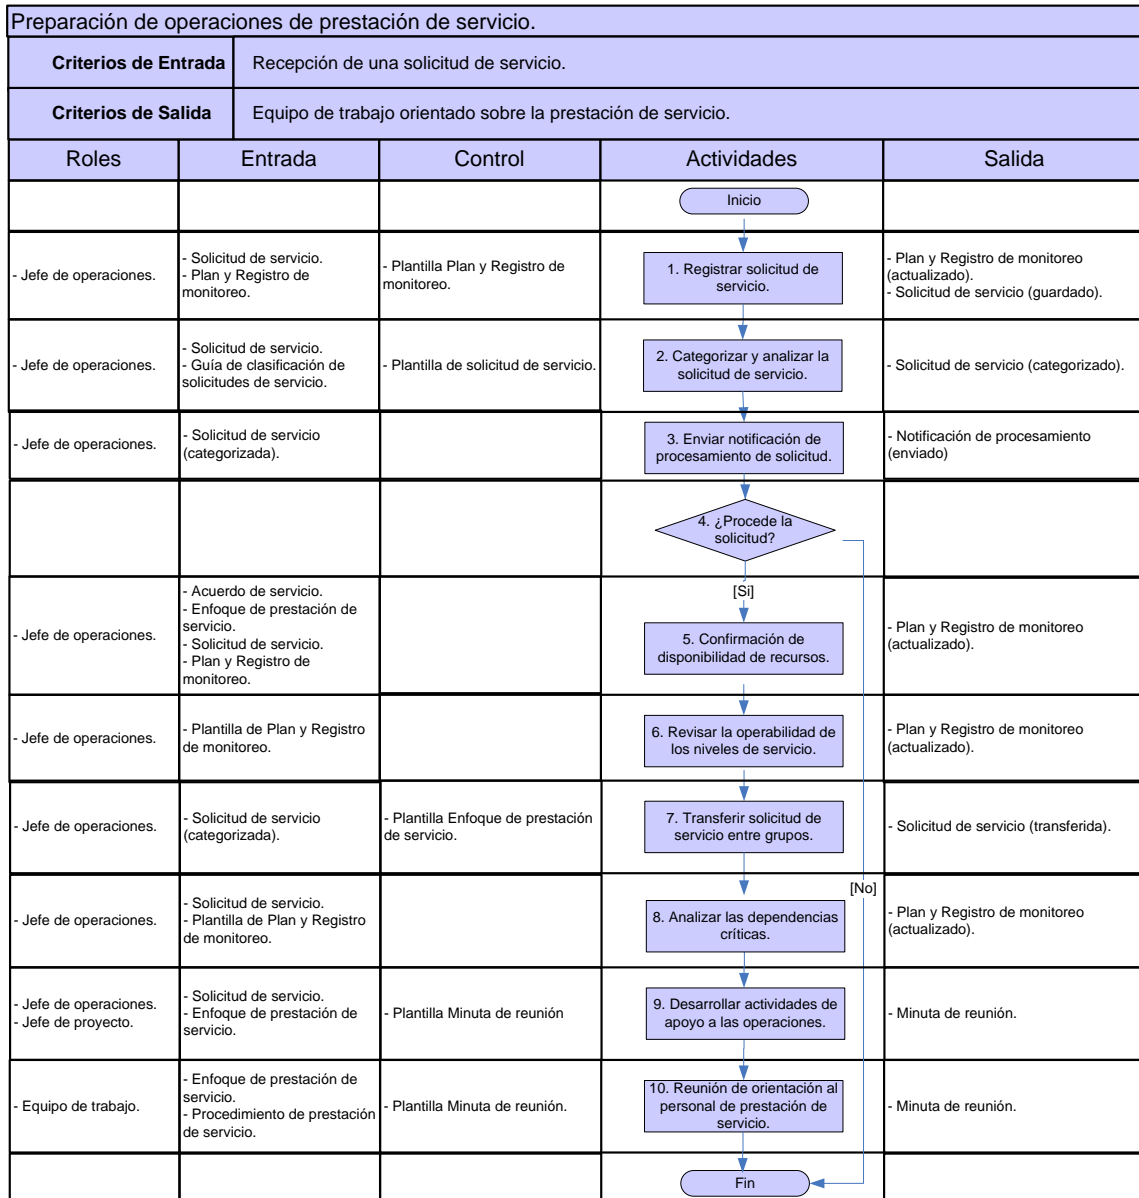 Preparación de operaciones de prestación de servicio.
Criterios de Entrada
Recepción de una solicitud de servicio.
Criterios de Salida
Equipo de trabajo orientado sobre la prestación de servicio.
Roles
Entrada
Control
Actividades
Salida
Inicio
- Jefe de operaciones.
- Solicitud de servicio.
- Plan y Registro de
monitoreo.
- Plantilla Plan y Registro de
monitoreo.
1. Registrar solicitud de
servicio.
- Plan y Registro de monitoreo
(actualizado).
- Solicitud de servicio (guardado).
- Jefe de operaciones.
- Solicitud de servicio.
- Guía de clasificación de
solicitudes de servicio.
- Plantilla de solicitud de servicio.
2. Categorizar y analizar la
solicitud de servicio.
- Solicitud de servicio (categorizado).
- Jefe de operaciones.
- Solicitud de servicio
(categorizada).
3. Enviar notificación de
procesamiento de solicitud.
- Notificación de procesamiento
(enviado)
4. ¿Procede la
solicitud?
[Si]
- Jefe de operaciones.
- Acuerdo de servicio.
- Enfoque de prestación de
servicio.
- Solicitud de servicio.
- Plan y Registro de
monitoreo.
5. Confirmación de
disponibilidad de recursos.
- Plan y Registro de monitoreo
(actualizado).
- Jefe de operaciones.
- Plantilla de Plan y Registro
de monitoreo.
6. Revisar la operabilidad de
los niveles de servicio.
- Plan y Registro de monitoreo
(actualizado).
- Jefe de operaciones.
- Solicitud de servicio
(categorizada).
- Plantilla Enfoque de prestación
de servicio.
7. Transferir solicitud de
servicio entre grupos.
- Solicitud de servicio (transferida).
[No]
- Jefe de operaciones.
- Solicitud de servicio.
- Plantilla de Plan y Registro
de monitoreo.
8. Analizar las dependencias
críticas.
- Plan y Registro de monitoreo
(actualizado).
- Jefe de operaciones.
- Jefe de proyecto.
- Solicitud de servicio.
- Enfoque de prestación de
servicio.
- Plantilla Minuta de reunión
9. Desarrollar actividades de
apoyo a las operaciones.
- Minuta de reunión.
- Equipo de trabajo.
- Enfoque de prestación de
servicio.
- Procedimiento de prestación
de servicio.
- Plantilla Minuta de reunión.
10. Reunión de orientación al
personal de prestación de
servicio.
- Minuta de reunión.
Fin